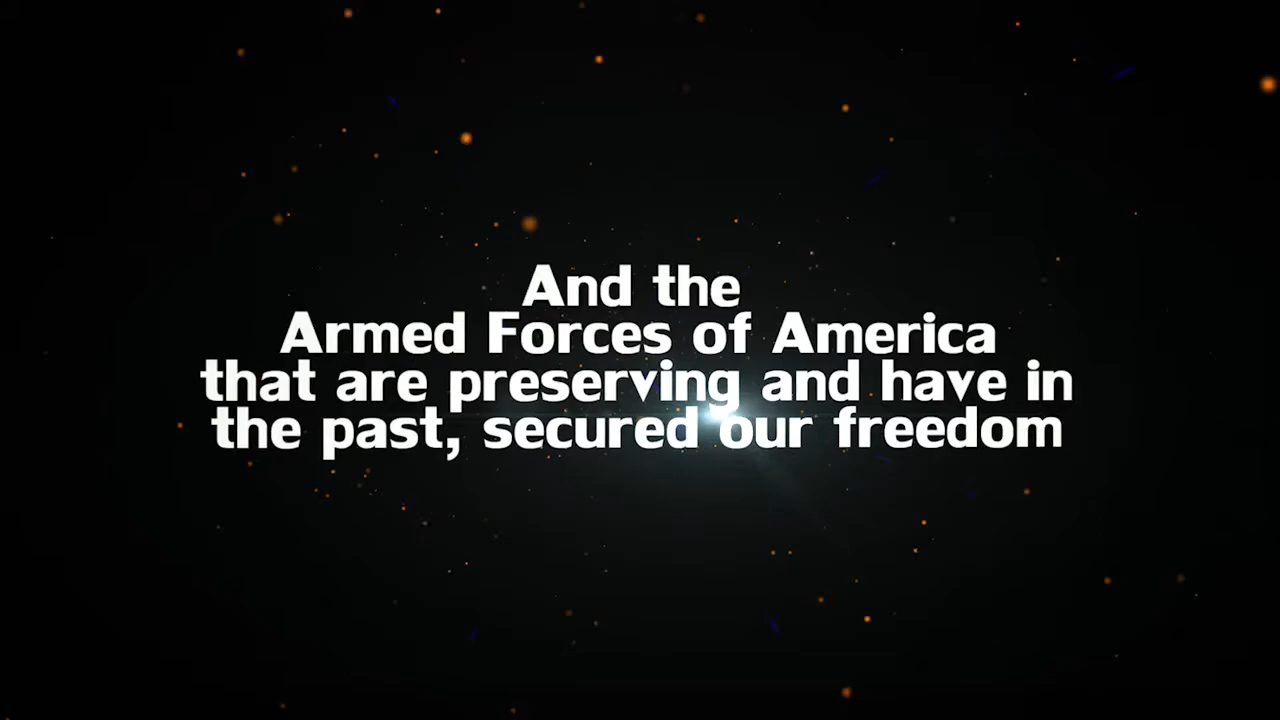 And the
Armed Forces of America
that are preserving and have in
the past, secured our freedom